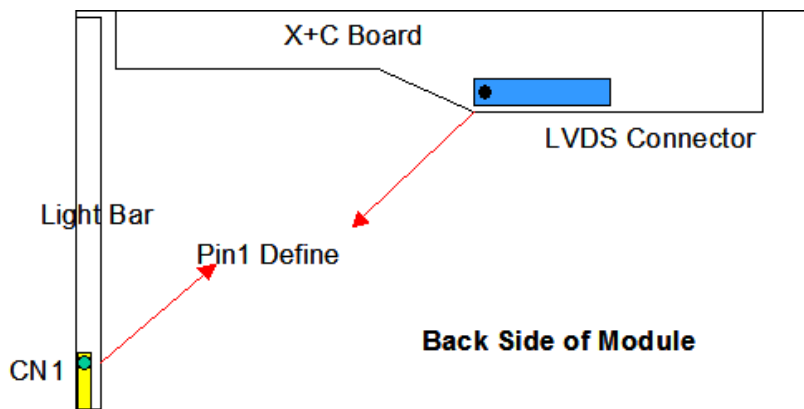 X+C Board
LVDS Connector
Light Bar
Pin1 Define
Back Side of Module
CN1